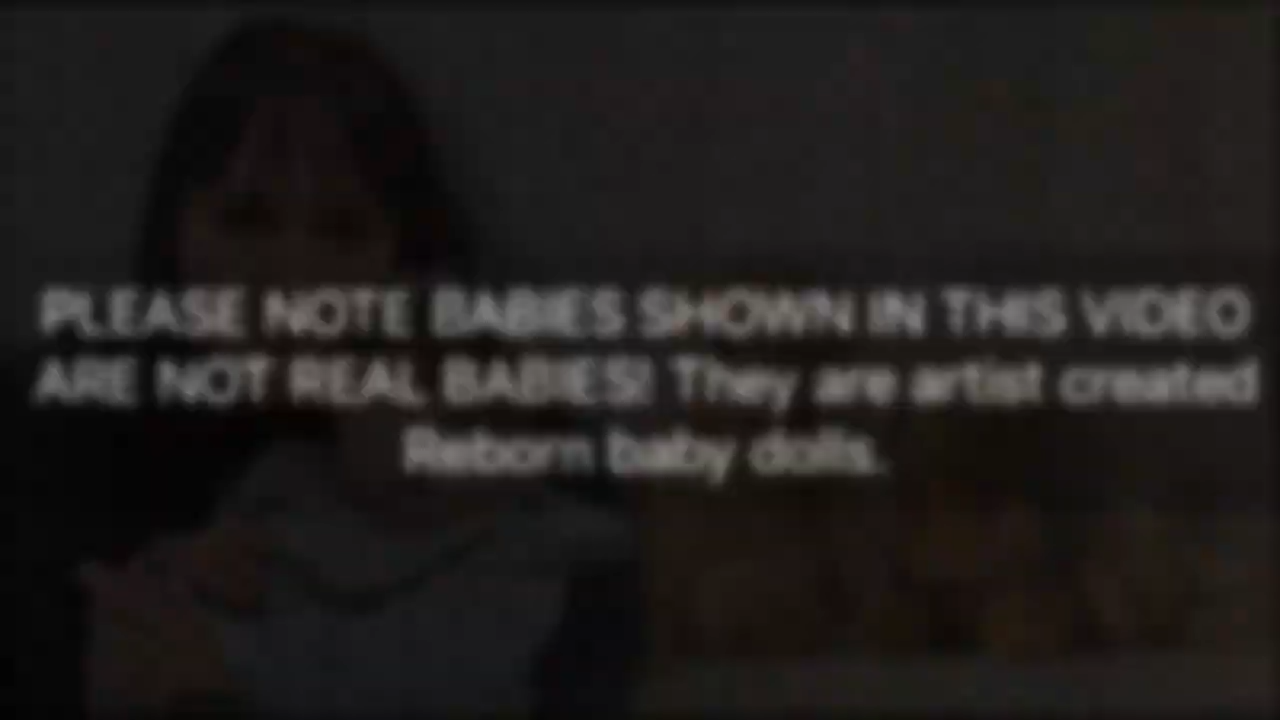 PLEASE NOTE BABIES SHOWN IN THIS VIDEO
ARE NOT REAL BABIES! They are artist created
Reborn baby dolls.